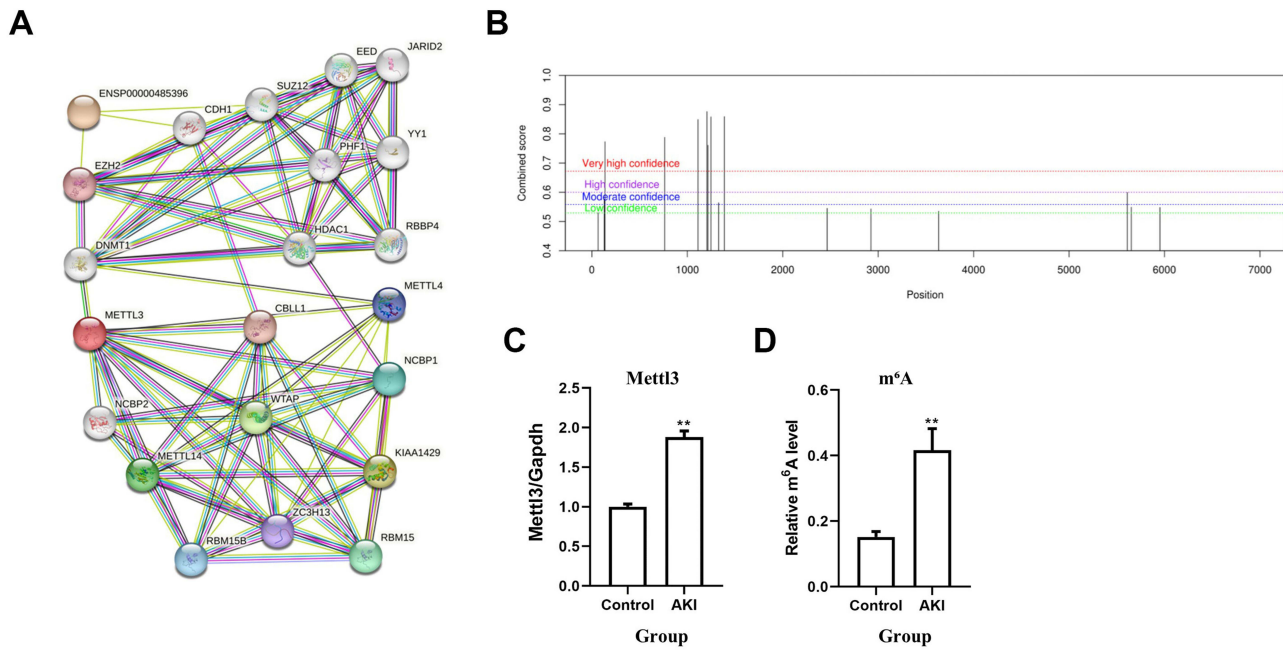 A
EED
JARID2
SUZ12
ENSP00000485396
CDH1
YY1
PHF1
EZH2
HDAC1
RBBP4
DNMT1
METTL4
METTL3
CBLL1
NCBP1
NCBP2
WTAP
METTL14
KIAA1429
ZC3H13
RBM15B
RBM15
B
Combined score
1.0
0.9
0.8
0.7
0.6
0.5
0.4
Very high confidence
High confidence
Moderate confidence
Low confidence
0 1000 2000 3000 4000 5000 6000 7000
Position
C
Mettl3
Mettl3/Gapdh
2.5
2.0
1.5
1.0
0.5
0.0
**
Control AKI
Group
D
m⁶A
Relative m⁶A level
0.6
0.4
0.2
0.0
**
Control AKI
Group